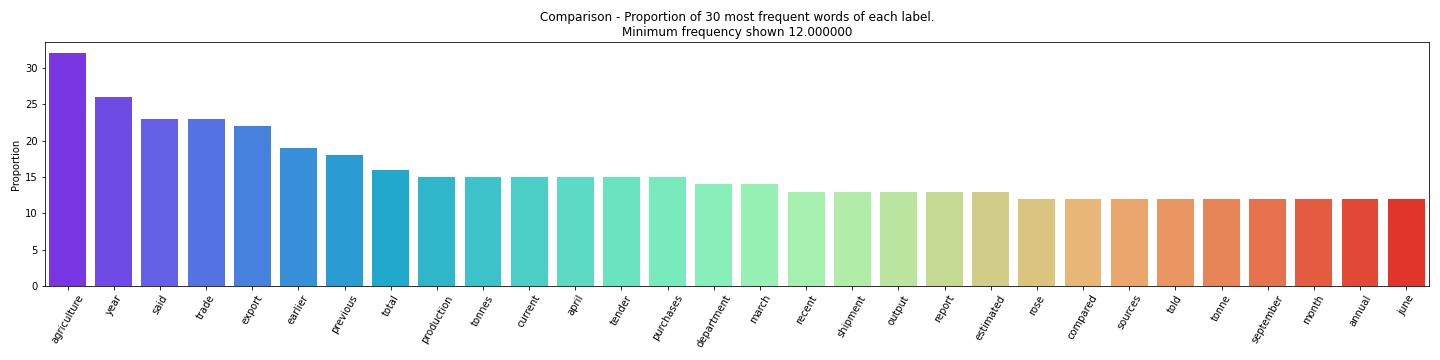 Comparison - Proportion of 30 most frequent words of each label.
Minimum frequency shown 12.000000
Proportion
30
25
20
15
10
5
0
agriculture
year
said
trade
export
earlier
previous
total
production
tonnes
current
april
tender
purchases
department
march
recent
shipment
output
report
estimated
rose
compared
sources
told
tonne
september
month
annual
june